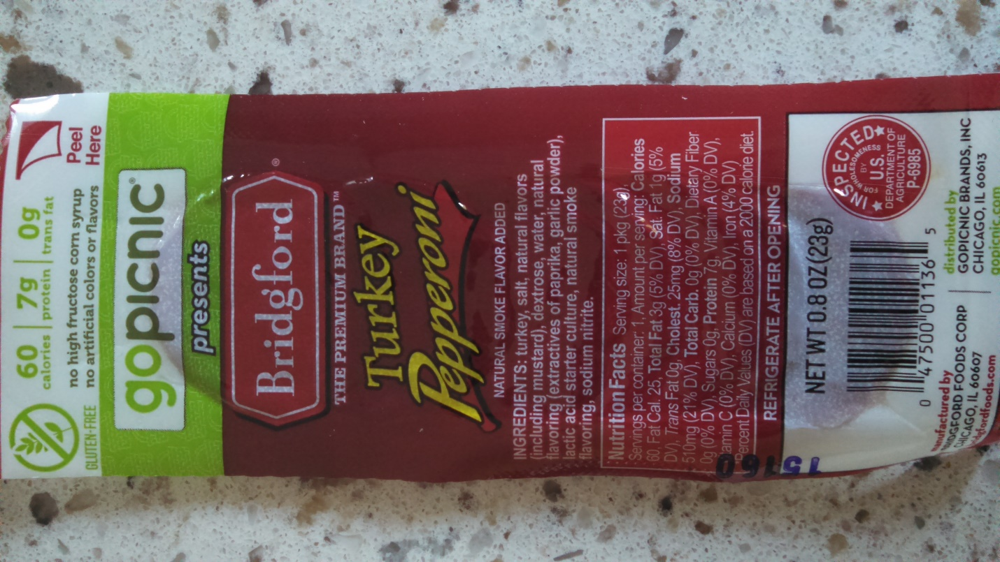 60 | 7g | 0g
calories | protein | trans fat
Peel
Here
no high fructose corn syrup
no artificial colors or flavors
GLUTEN-FREE
gopicnic®
presents
Bridgford®
THE PREMIUM BRAND™
Turkey
Pepperoni
NATURAL SMOKE FLAVOR ADDED
INGREDIENTS: turkey, salt, natural flavors
(including mustard), dextrose, water, natural
flavoring (extractives of paprika, garlic powder),
lactic acid starter culture, natural smoke
flavoring, sodium nitrite.
Nutrition Facts Serving size: 1 pkg (23g),
Servings per container: 1. Amount per serving: Calories
60 Fat Cal. 25, Total Fat 3g (5% DV), Sat. Fat 1g (5%
DV), Trans Fat 0g, Cholest. 25mg (8% DV), Sodium
510mg (21% DV), Total Carb. 0g (0% DV), Dietary Fiber
0g (0% DV), Sugars 0g, Protein 7g, Vitamin A (0% DV),
amin C (0% DV), Calcium (0% DV), Iron (4% DV)
Percent Daily Values (DV) are based on a 2000 calorie diet.
REFRIGERATE AFTER OPENING
NET WT 0.8 OZ (23g)
INSPECTED
FOR WHOLESOMENESS
BY
U.S.
DEPARTMENT OF
AGRICULTURE
P-6985
0 47500 01136 5
manufactured by
IDGFORD FOODS CORP
CHICAGO, IL 60607
dgfordfoods.com
distributed by
GOPICNIC BRANDS, INC
CHICAGO, IL 60613
gopicnic.com